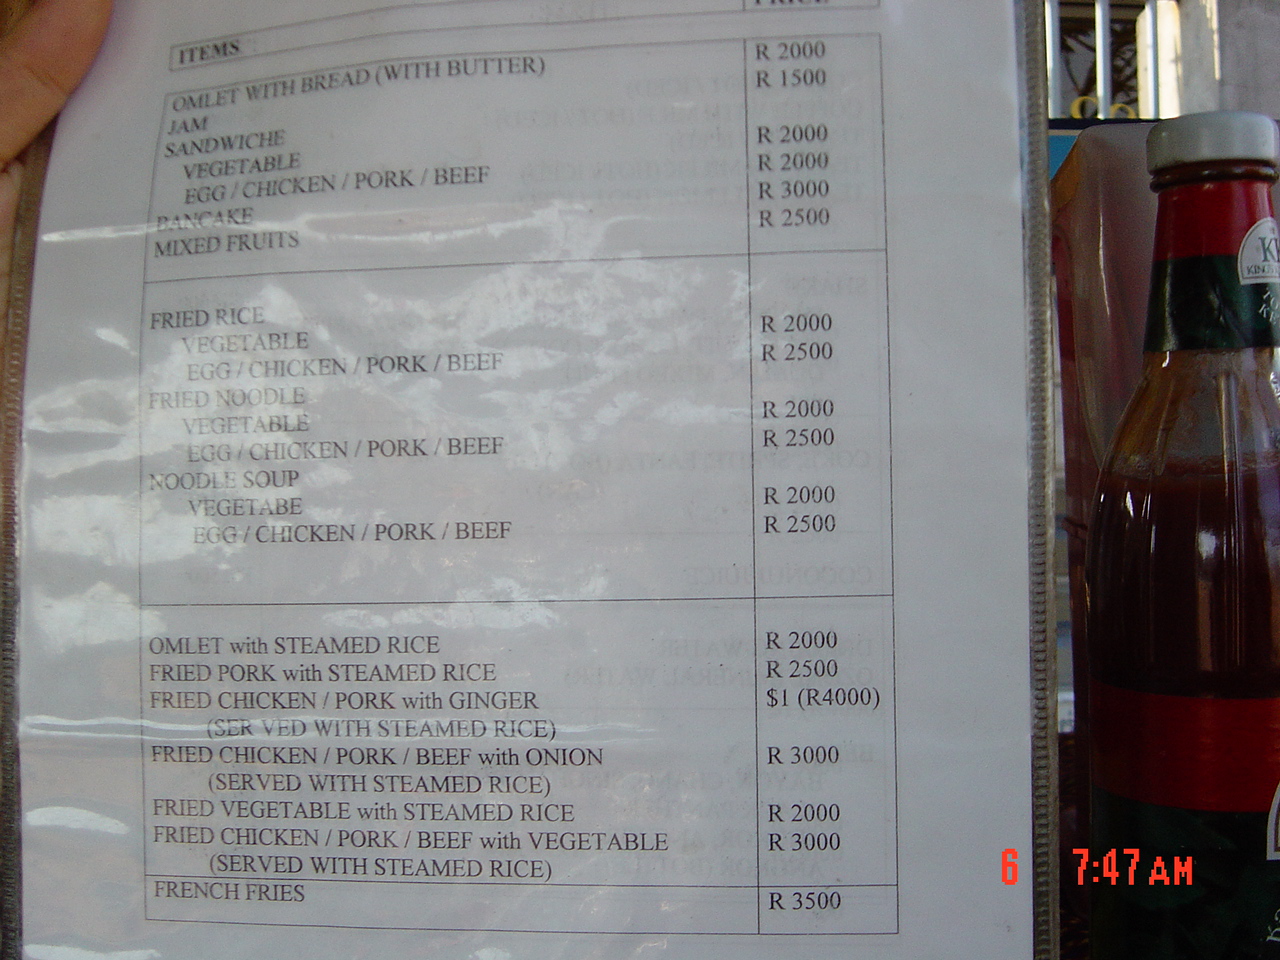 PRICE
ITEMS
OMLET WITH BREAD (WITH BUTTER) R 2000
JAM R 1500
SANDWICHE
VEGETABLE R 2000
EGG / CHICKEN / PORK / BEEF R 2000
PANCAKE R 3000
MIXED FRUITS R 2500
FRIED RICE
VEGETABLE R 2000
EGG / CHICKEN / PORK / BEEF R 2500
FRIED NOODLE
VEGETABLE R 2000
EGG / CHICKEN / PORK / BEEF R 2500
NOODLE SOUP
VEGETABE R 2000
EGG / CHICKEN / PORK / BEEF R 2500
OMLET with STEAMED RICE R 2000
FRIED PORK with STEAMED RICE R 2500
FRIED CHICKEN / PORK with GINGER $1 (R4000)
(SER VED WITH STEAMED RICE)
FRIED CHICKEN / PORK / BEEF with ONION R 3000
(SERVED WITH STEAMED RICE)
FRIED VEGETABLE with STEAMED RICE R 2000
FRIED CHICKEN / PORK / BEEF with VEGETABLE R 3000
(SERVED WITH STEAMED RICE)
FRENCH FRIES R 3500
6 7:47 AM